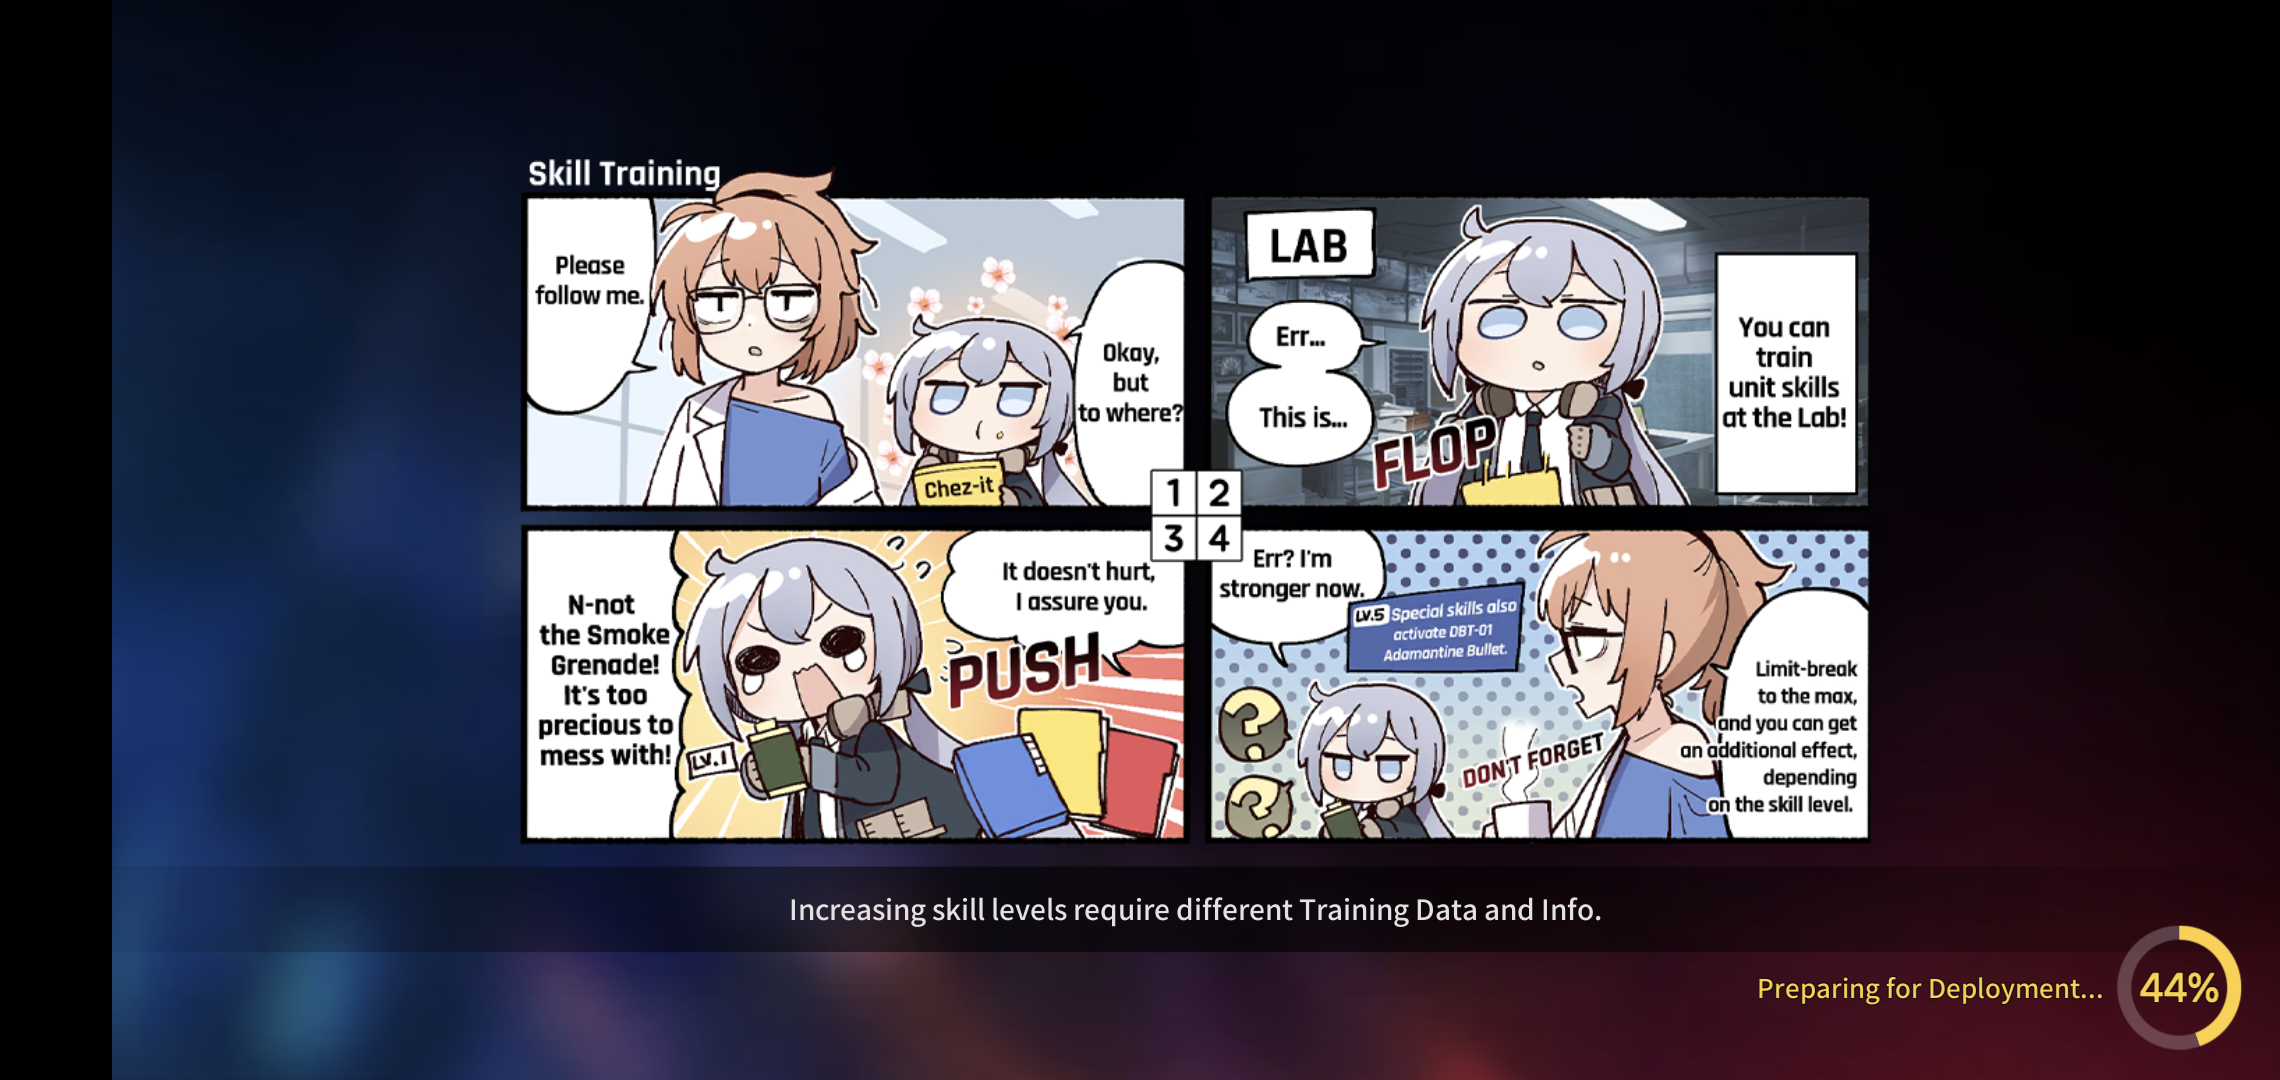 Skill Training
Please
follow me.
Okay,
but
to where?
Chez-it
LAB
Err...
This is...
FLOP
You can
train
unit skills
at the Lab!
1 2
3 4
N-not
the Smoke
Grenade!
It's too
precious to
mess with!
LV.1
It doesn't hurt,
I assure you.
PUSH
Err? I'm
stronger now.
LV.5 Special skills also
activate DBT-01
Adamantine Bullet.
?
?
DON'T FORGET
Limit-break
to the max,
and you can get
an additional effect,
depending
on the skill level.
Increasing skill levels require different Training Data and Info.
Preparing for Deployment...
44%